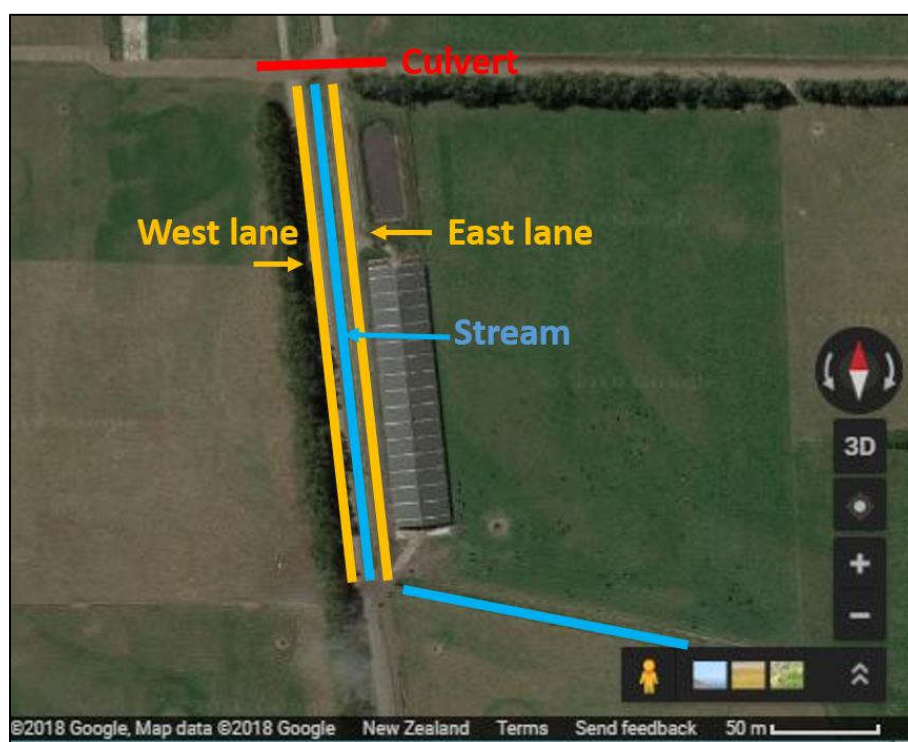 Culvert
West lane
East lane
Stream
3D
+
−
©2018 Google, Map data ©2018 Google New Zealand Terms Send feedback 50 m